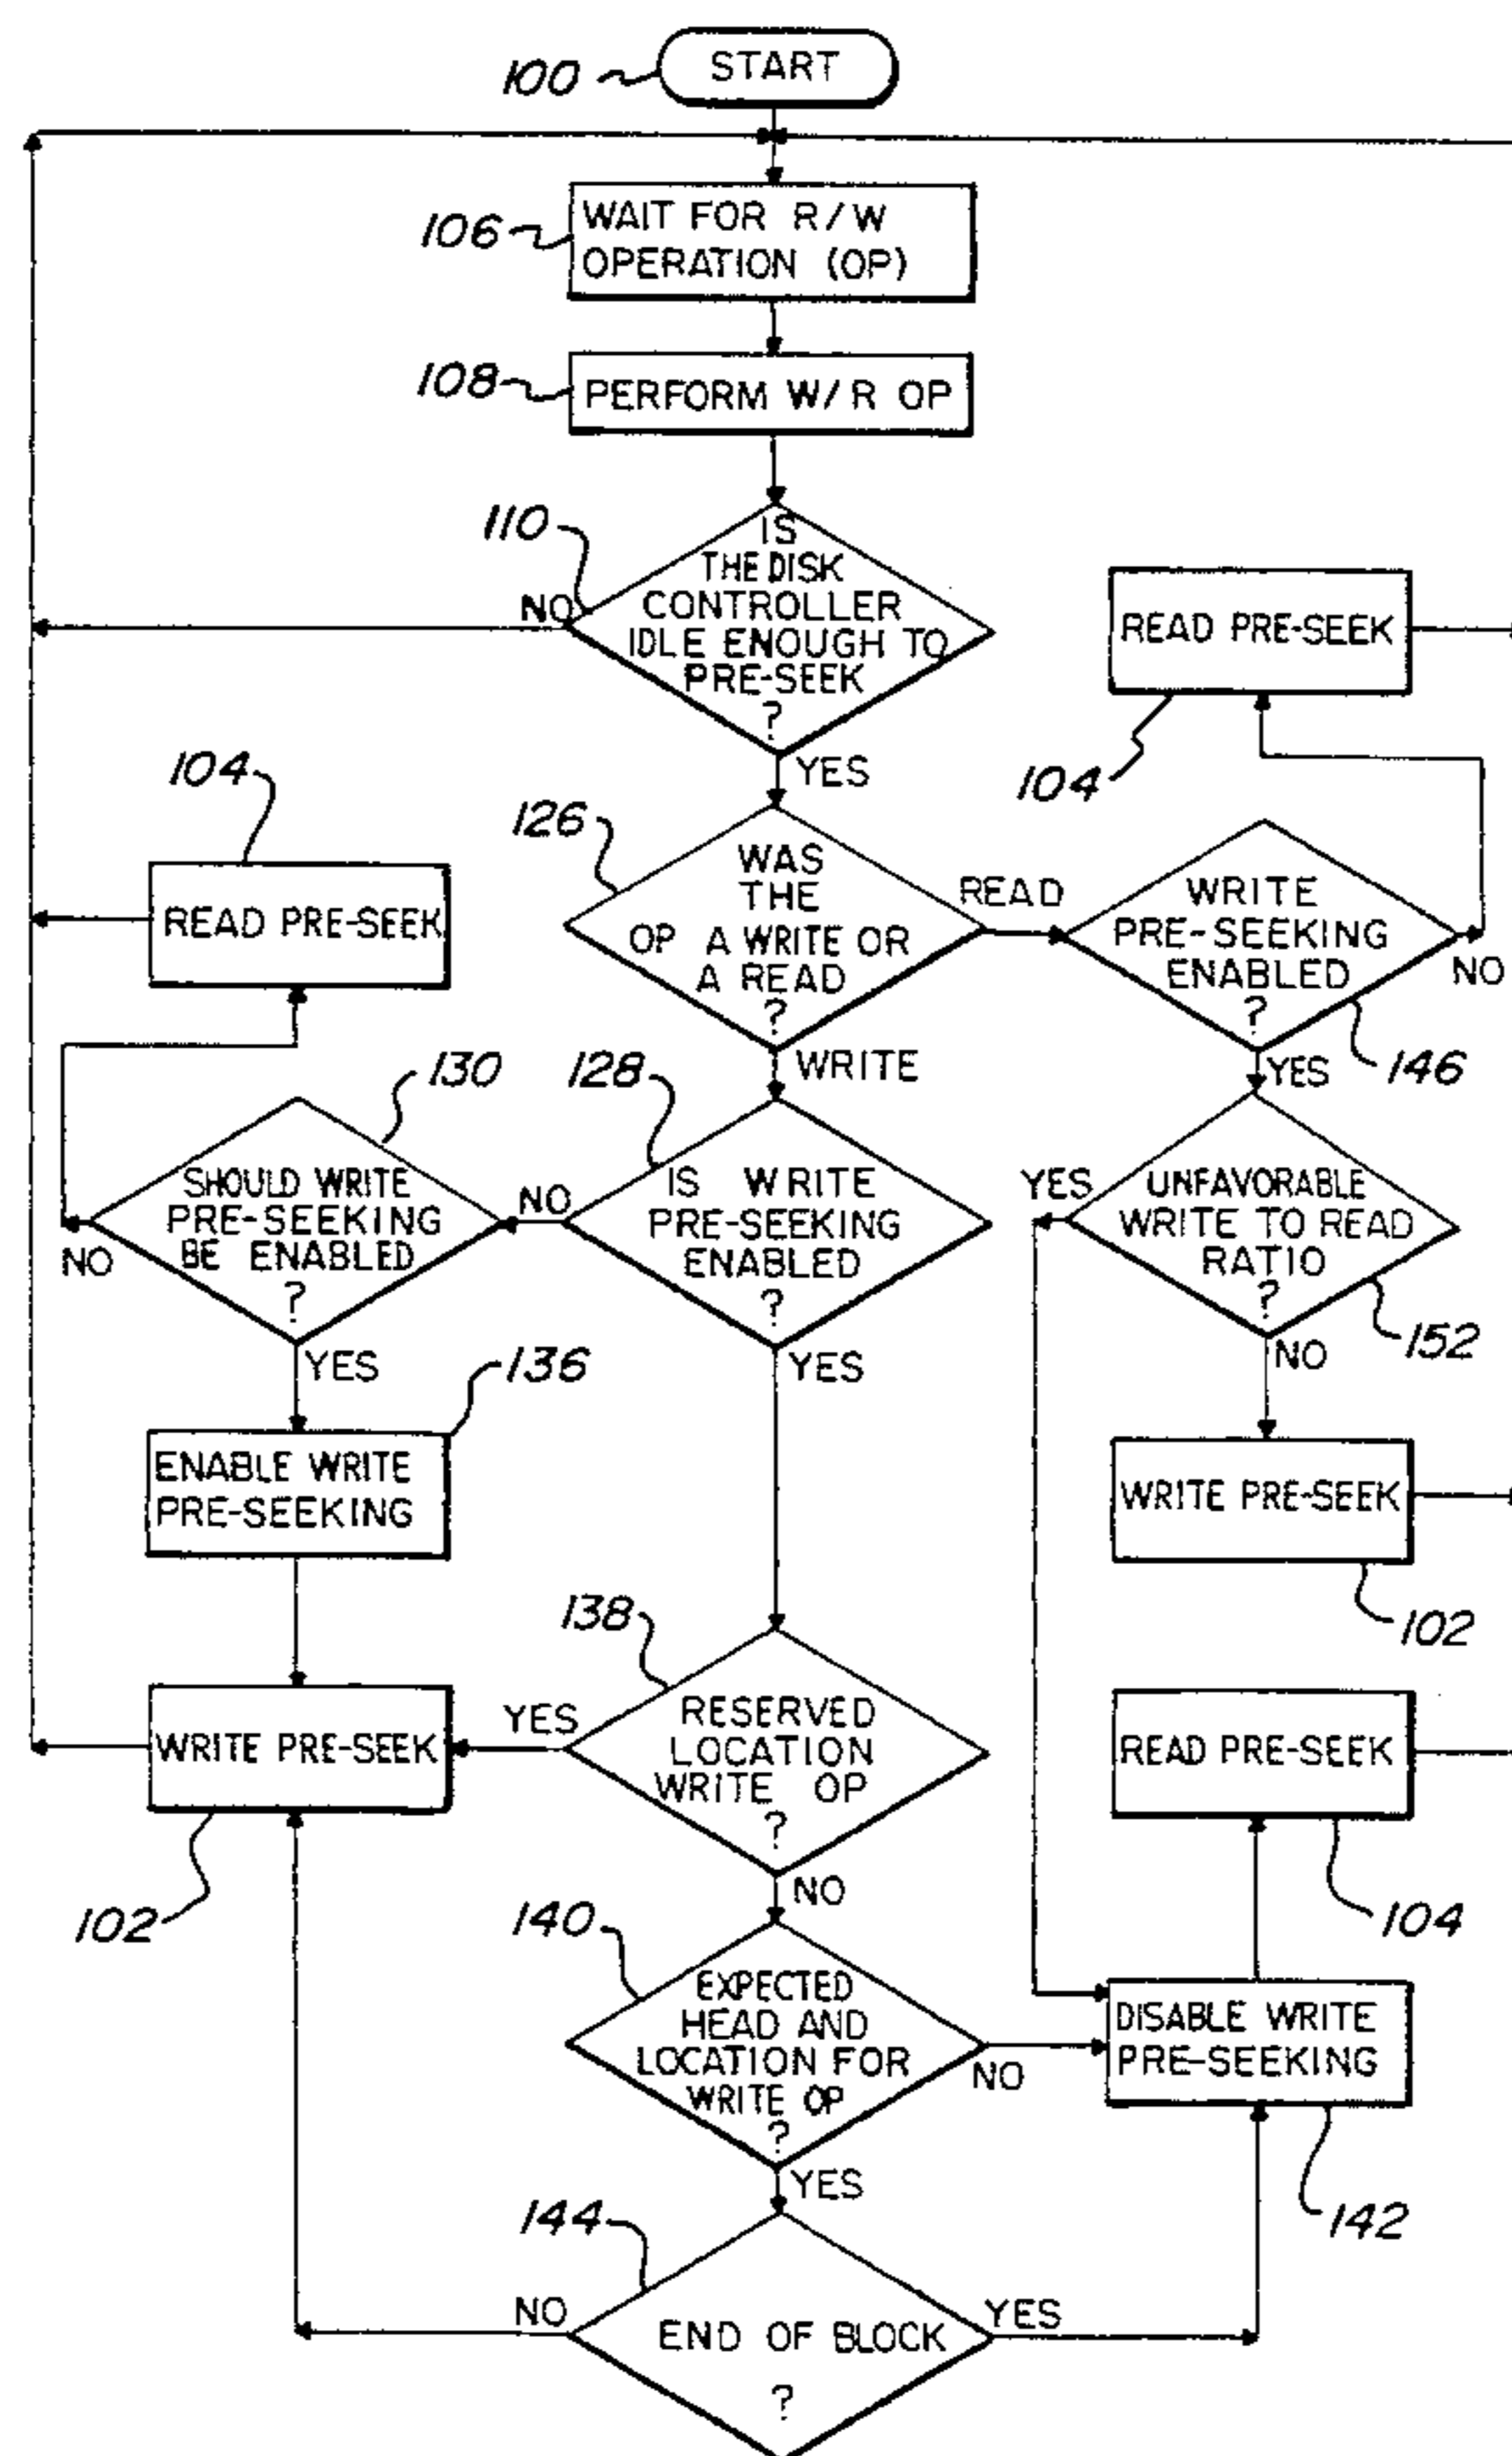 100
START
106
WAIT FOR R/W
OPERATION (OP)
108
PERFORM W/R OP
110
IS
THE DISK
CONTROLLER
IDLE ENOUGH TO
PRE-SEEK
?
NO
YES
READ PRE-SEEK
104
104
READ PRE-SEEK
126
WAS
THE
OP A WRITE OR
A READ
?
READ
WRITE
WRITE
PRE-SEEKING
ENABLED
?
NO
YES
146
130
SHOULD WRITE
PRE-SEEKING
BE ENABLED
?
NO
YES
128
IS WRITE
PRE-SEEKING
ENABLED
?
NO
YES
YES
UNFAVORABLE
WRITE TO READ
RATIO
?
NO
152
136
ENABLE WRITE
PRE-SEEKING
WRITE PRE-SEEK
102
138
RESERVED
LOCATION
WRITE OP
?
YES
NO
WRITE PRE-SEEK
102
READ PRE-SEEK
104
140
EXPECTED
HEAD AND
LOCATION FOR
WRITE OP
?
NO
YES
DISABLE WRITE
PRE-SEEKING
142
144
END OF BLOCK
?
NO
YES